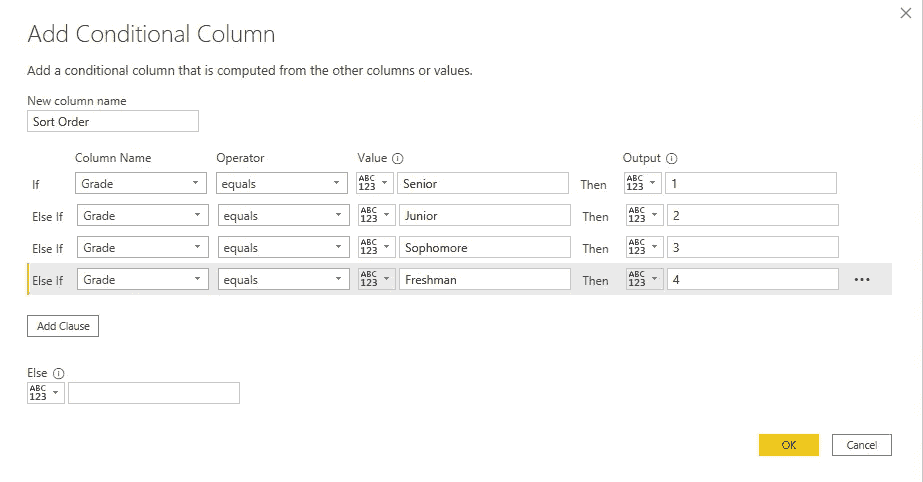 Add Conditional Column
Add a conditional column that is computed from the other columns or values.
New column name
Sort Order
Column Name Operator Value Output
If Grade equals ABC 123 Senior Then ABC 123 1
Else If Grade equals ABC 123 Junior Then ABC 123 2
Else If Grade equals ABC 123 Sophomore Then ABC 123 3
Else If Grade equals ABC 123 Freshman Then ABC 123 4
Add Clause
Else
ABC 123
OK Cancel